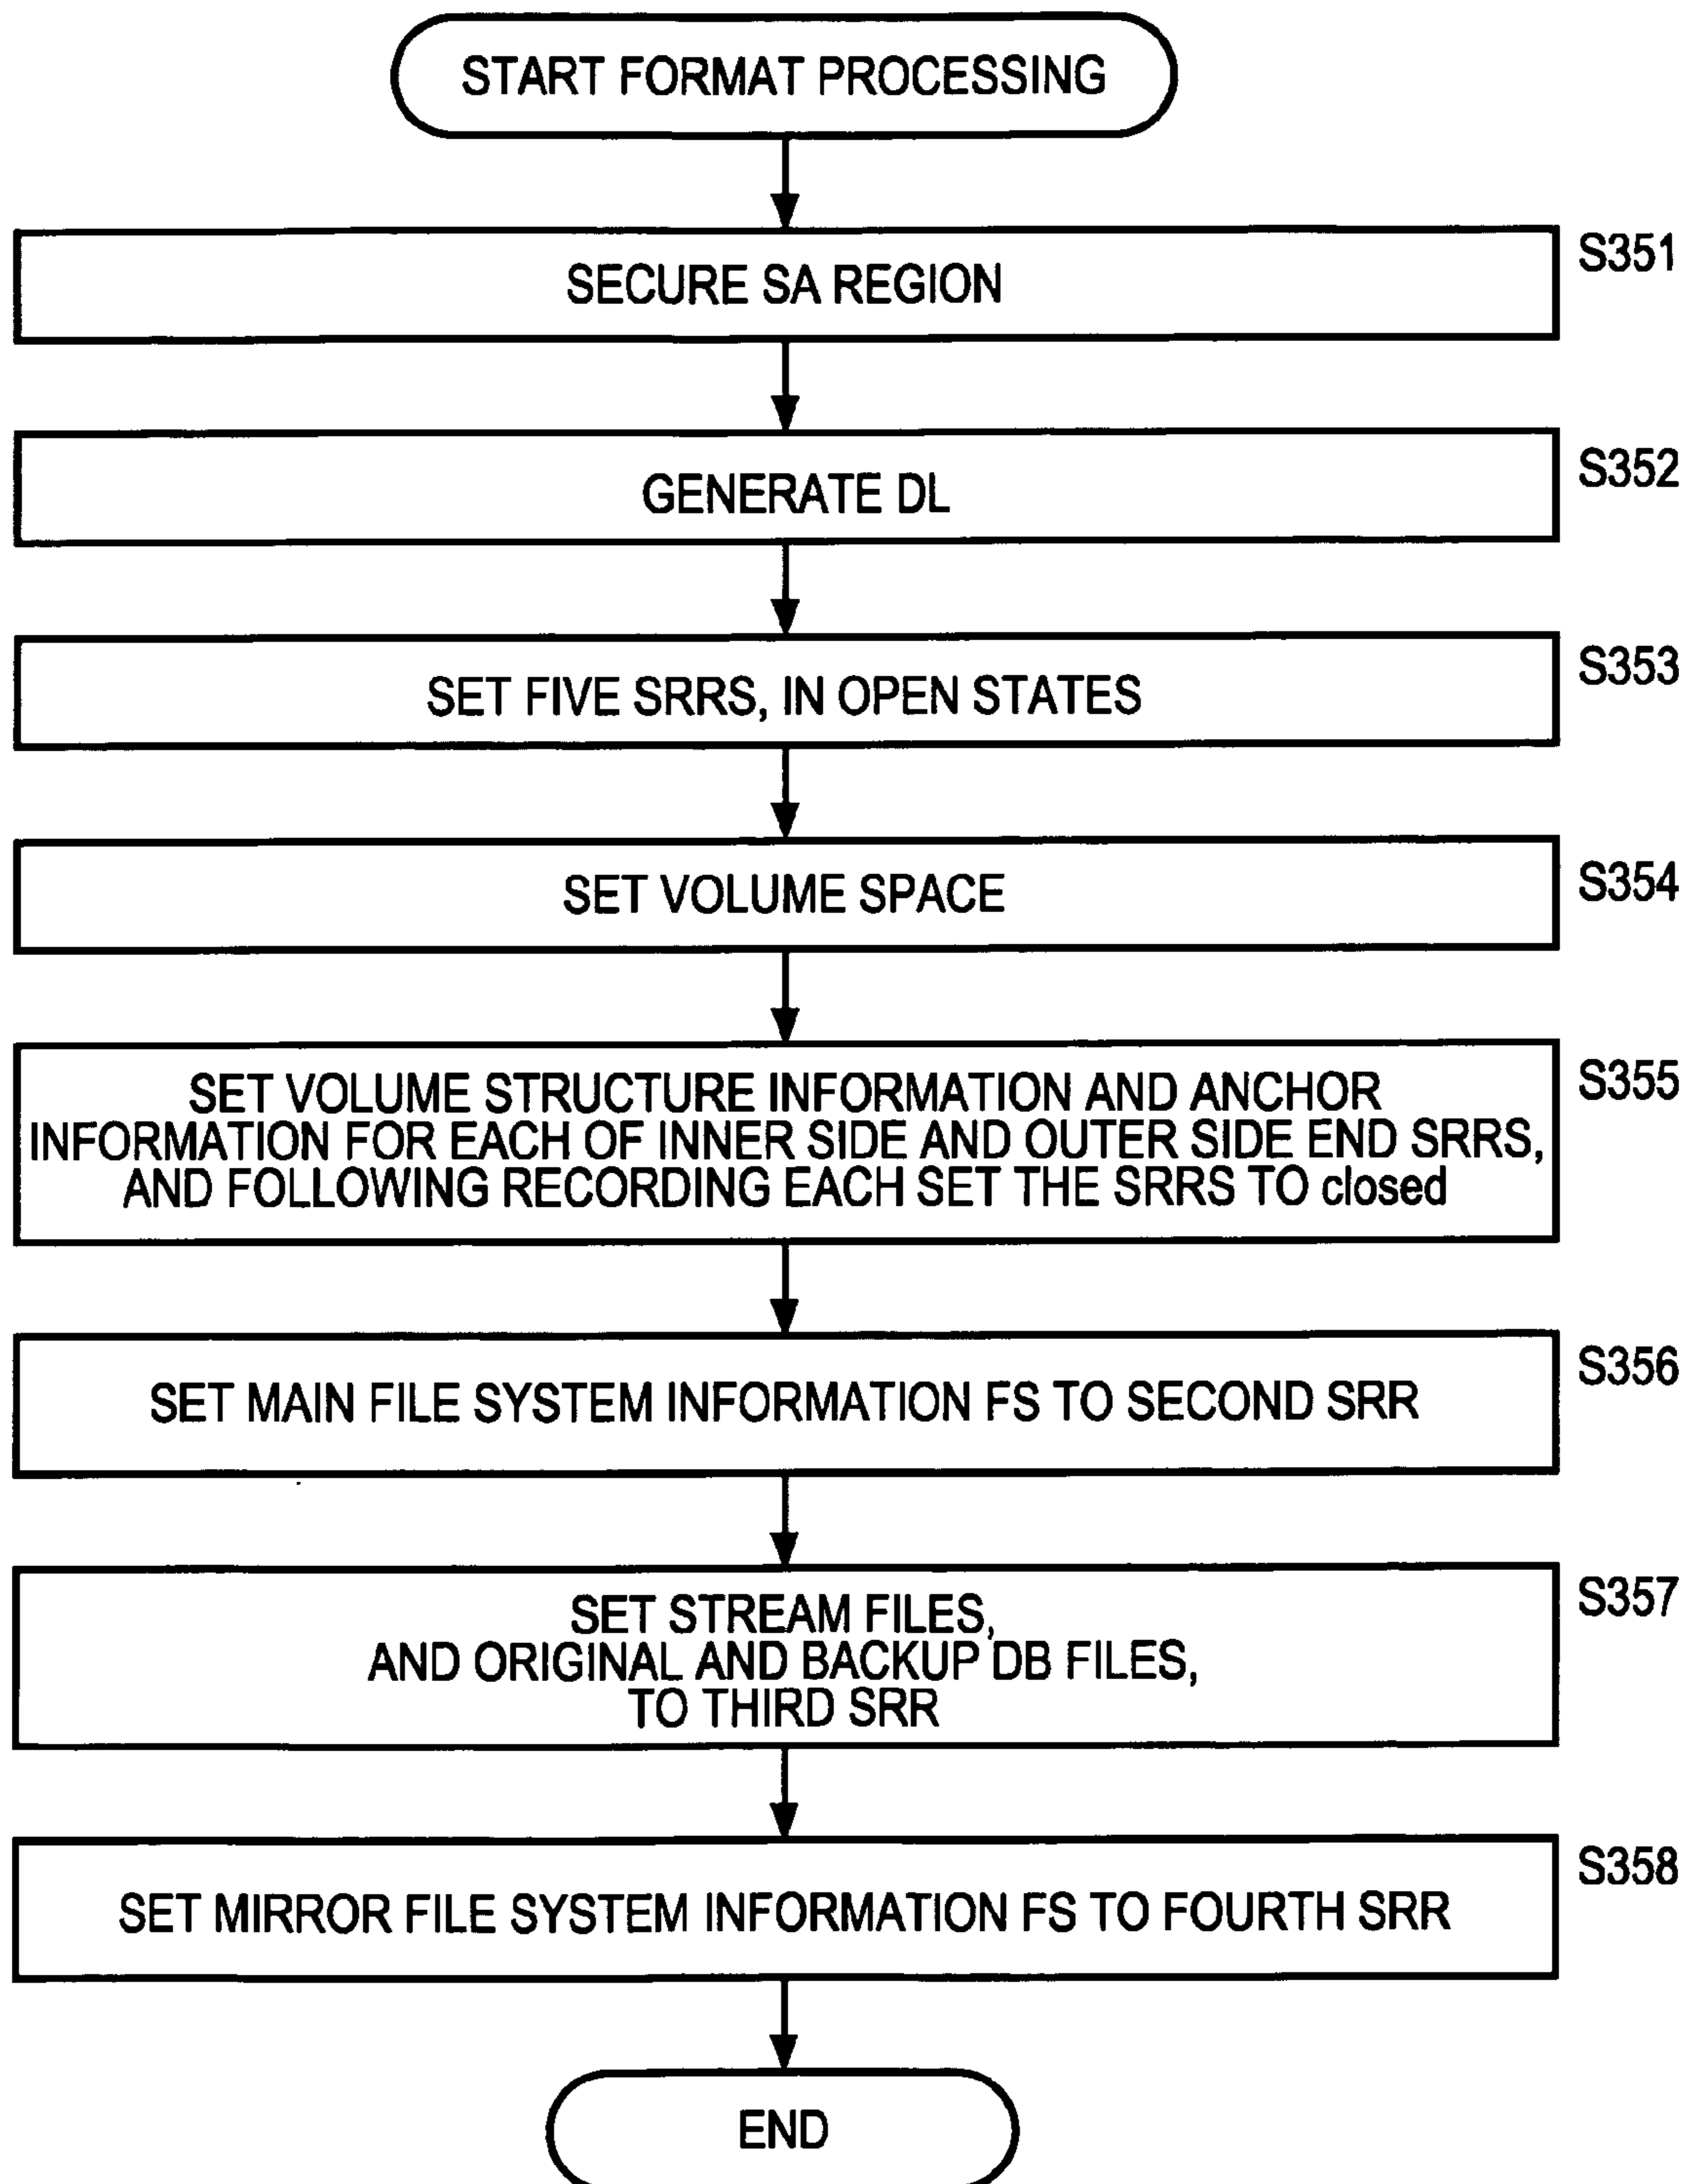 START FORMAT PROCESSING
S351
SECURE SA REGION
S352
GENERATE DL
S353
SET FIVE SRRS, IN OPEN STATES
S354
SET VOLUME SPACE
S355
SET VOLUME STRUCTURE INFORMATION AND ANCHOR
INFORMATION FOR EACH OF INNER SIDE AND OUTER SIDE END SRRS,
AND FOLLOWING RECORDING EACH SET THE SRRS TO closed
S356
SET MAIN FILE SYSTEM INFORMATION FS TO SECOND SRR
S357
SET STREAM FILES,
AND ORIGINAL AND BACKUP DB FILES,
TO THIRD SRR
S358
SET MIRROR FILE SYSTEM INFORMATION FS TO FOURTH SRR
END